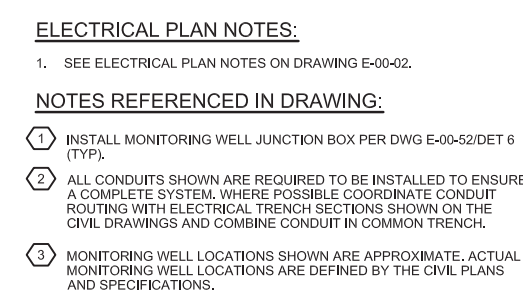 ELECTRICAL PLAN NOTES:
1. SEE ELECTRICAL PLAN NOTES ON DRAWING E-00-02.
NOTES REFERENCED IN DRAWING:
1 INSTALL MONITORING WELL JUNCTION BOX PER DWG E-00-52/DET 6
(TYP).
2 ALL CONDUITS SHOWN ARE REQUIRED TO BE INSTALLED TO ENSURE
A COMPLETE SYSTEM. WHERE POSSIBLE COORDINATE CONDUIT
ROUTING WITH ELECTRICAL TRENCH SECTIONS SHOWN ON THE
CIVIL DRAWINGS AND COMBINE CONDUIT IN COMMON TRENCH.
3 MONITORING WELL LOCATIONS SHOWN ARE APPROXIMATE. ACTUAL
MONITORING WELL LOCATIONS ARE DEFINED BY THE CIVIL PLANS
AND SPECIFICATIONS.